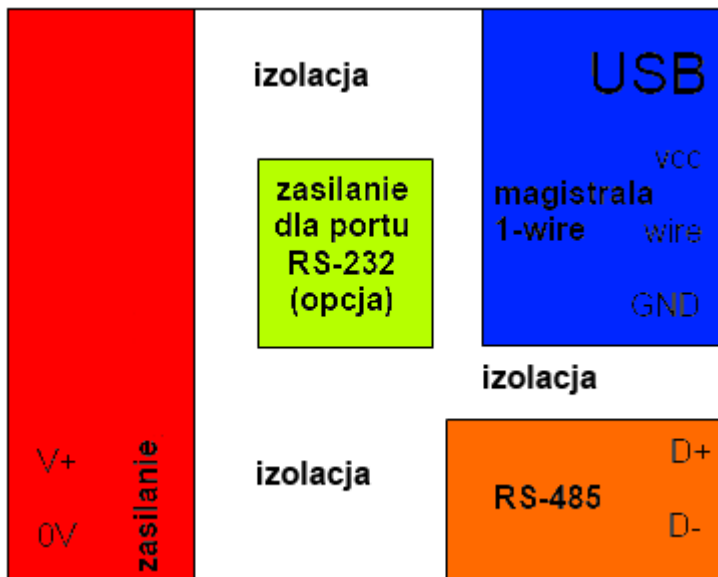 izolacja
USB
vcc
magistrala
1-wire
wire
GND
zasilanie
dla portu
RS-232
(opcja)
izolacja
V+
0V
zasilanie
izolacja
D+
RS-485
D-